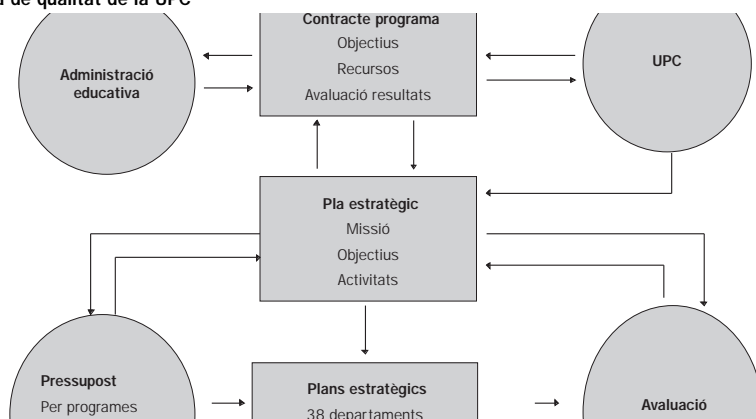 de qualitat de la UPC
Contracte programa
Objectius
Recursos
Avaluació resultats
Administració
educativa
UPC
Pla estratègic
Missió
Objectius
Activitats
Pressupost
Per programes
Plans estratègics
38 departaments
Avaluació